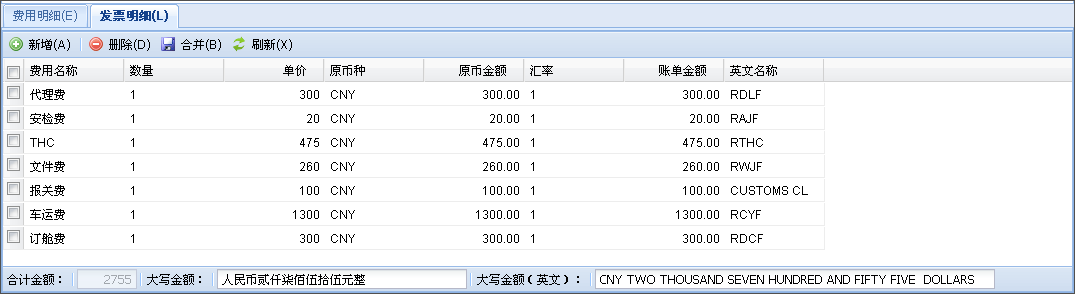 费用明细(E) 发票明细(L)
新增(A) 删除(D) 合并(B) 刷新(X)
费用名称 数量 单价 原币种 原币金额 汇率 账单金额 英文名称
代理费 1 300 CNY 300.00 1 300.00 RDLF
安检费 1 20 CNY 20.00 1 20.00 RAJF
THC 1 475 CNY 475.00 1 475.00 RTHC
文件费 1 260 CNY 260.00 1 260.00 RWJF
报关费 1 100 CNY 100.00 1 100.00 CUSTOMS CL
车运费 1 1300 CNY 1300.00 1 1300.00 RCYF
订舱费 1 300 CNY 300.00 1 300.00 RDCF
合计金额： 2755 大写金额： 人民币贰仟柒佰伍拾伍元整 大写金额（英文）： CNY TWO THOUSAND SEVEN HUNDRED AND FIFTY FIVE DOLLARS